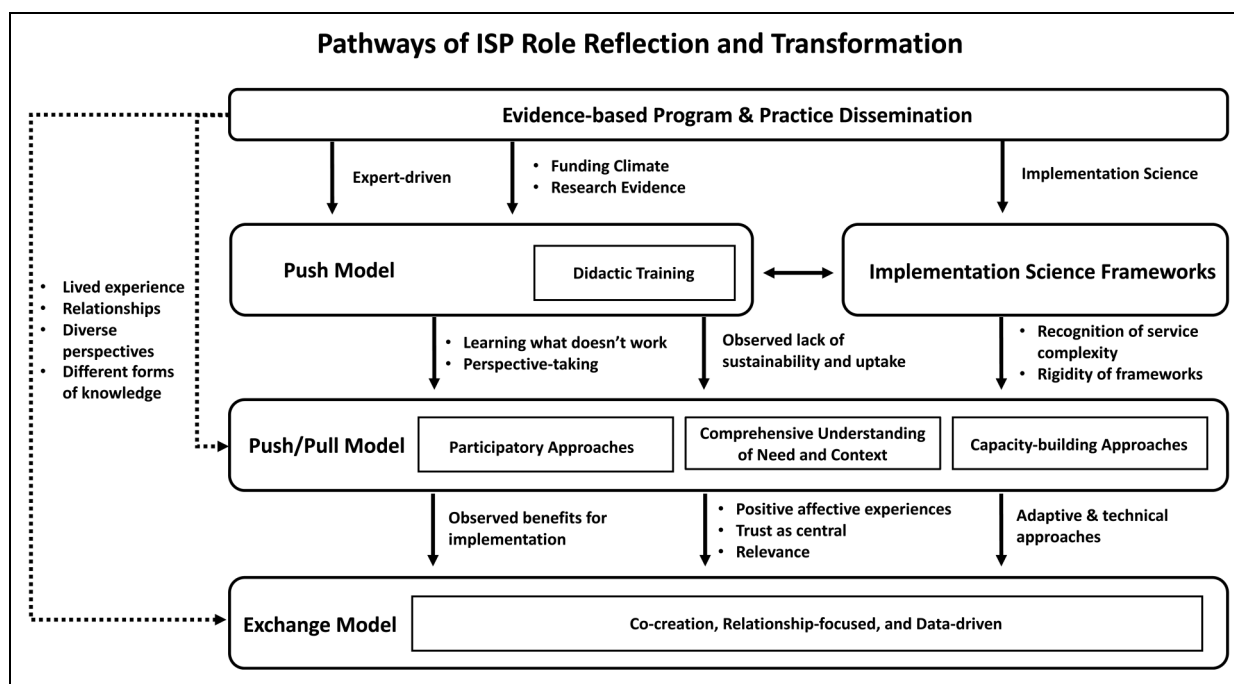 Pathways of ISP Role Reflection and Transformation
Evidence-based Program & Practice Dissemination
Expert-driven
• Funding Climate
• Research Evidence
Implementation Science
Push Model
Didactic Training
Implementation Science Frameworks
• Lived experience
• Relationships
• Diverse
perspectives
• Different forms
of knowledge
• Learning what doesn't work
• Perspective-taking
Observed lack of
sustainability and uptake
• Recognition of service
complexity
• Rigidity of frameworks
Push/Pull Model
Participatory Approaches
Comprehensive Understanding
of Need and Context
Capacity-building Approaches
Observed benefits for
implementation
• Positive affective experiences
• Trust as central
• Relevance
Adaptive & technical
approaches
Exchange Model
Co-creation, Relationship-focused, and Data-driven